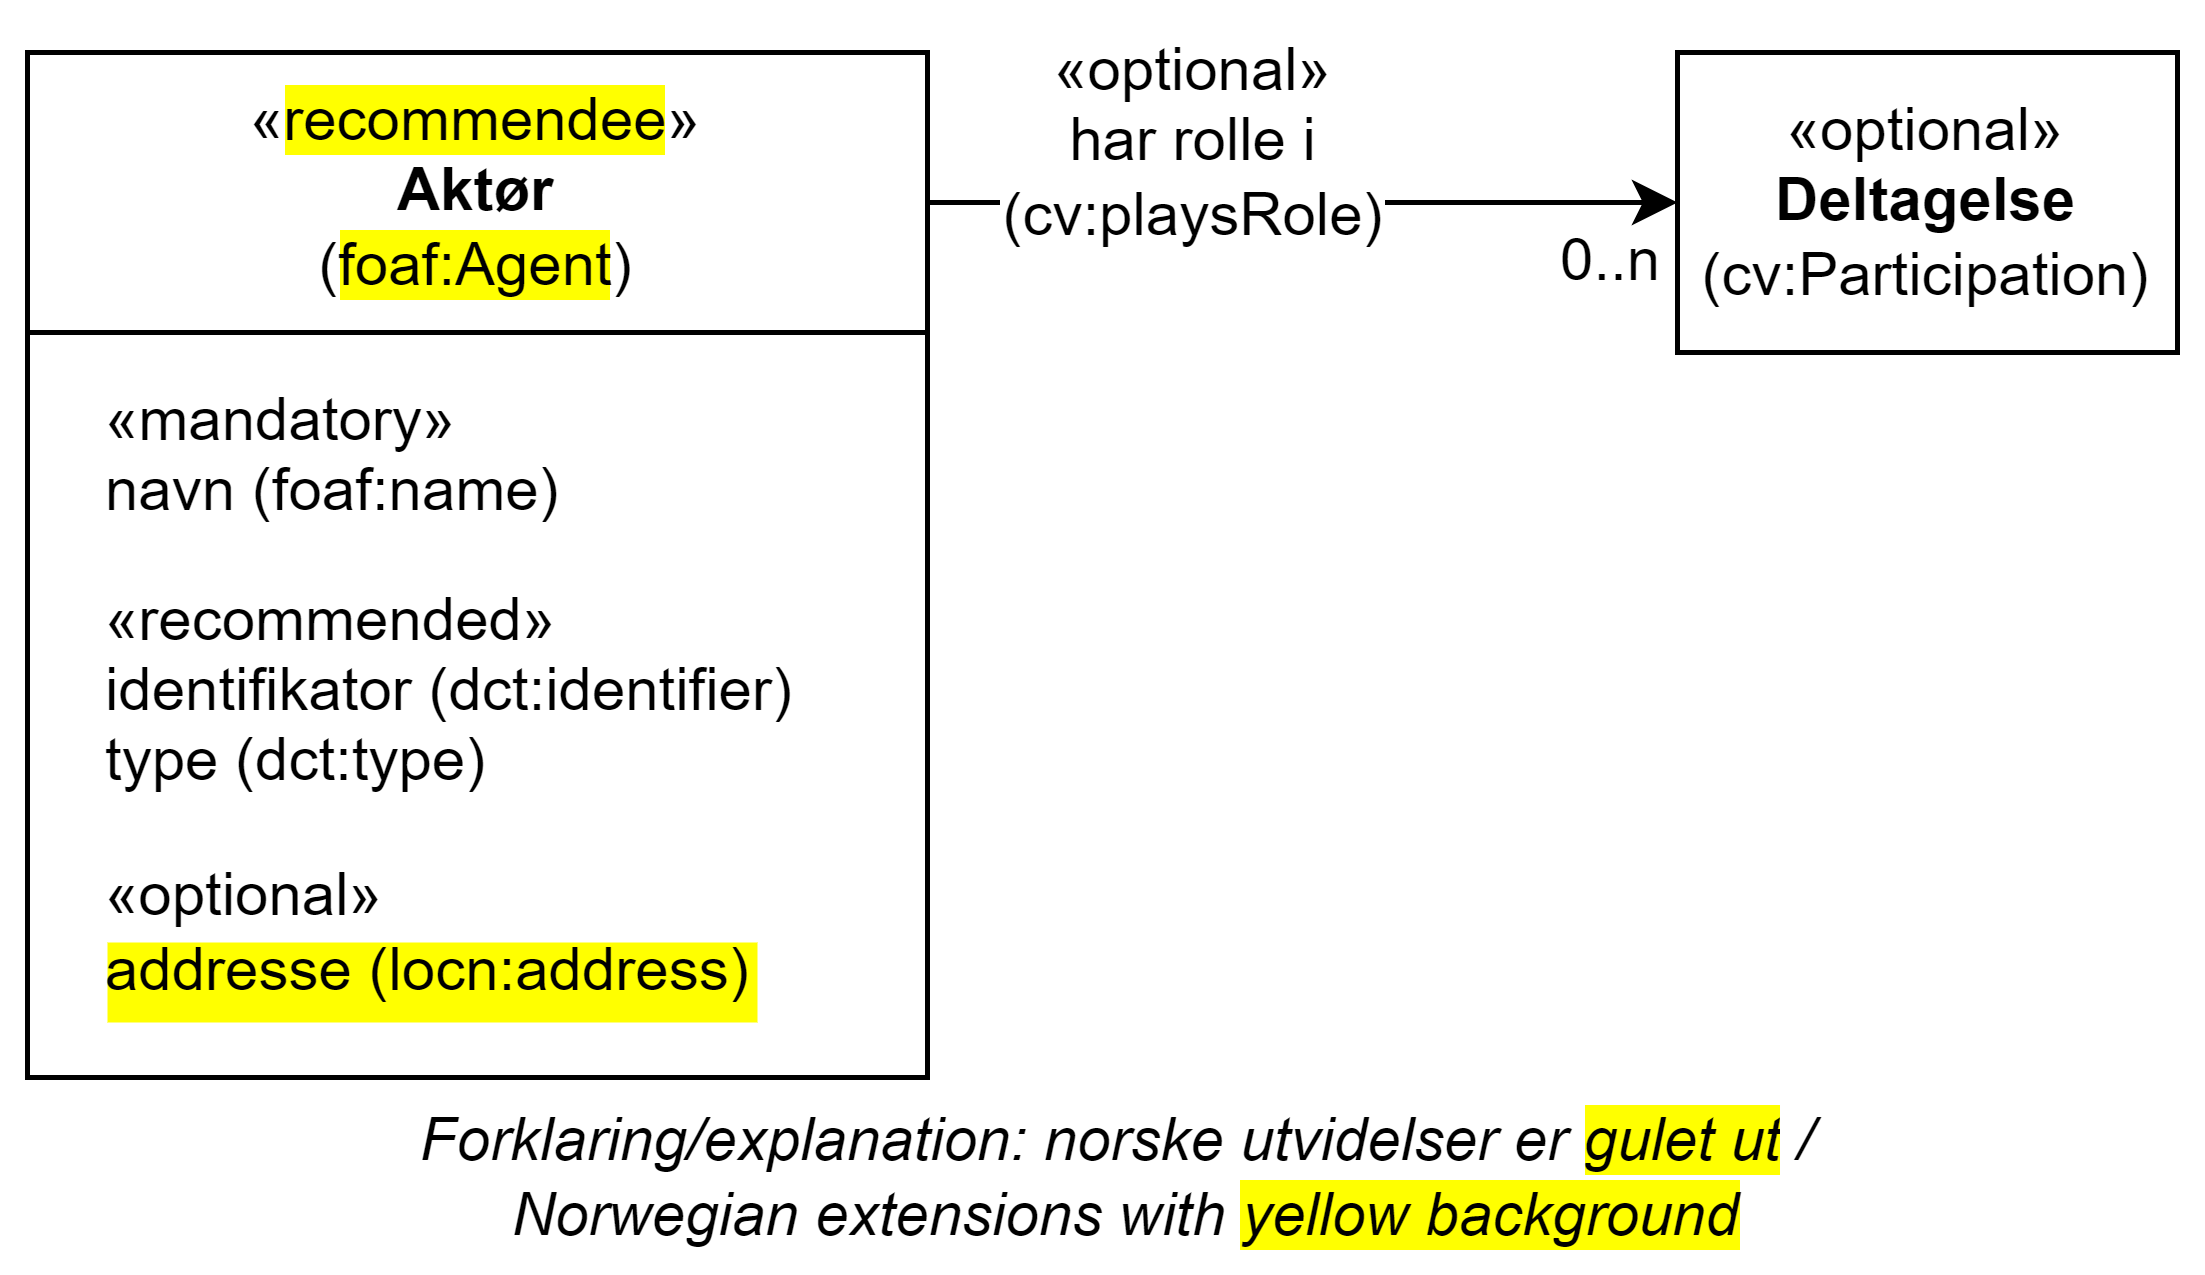 «recommendee»
Aktør
(foaf:Agent)
«mandatory»
navn (foaf:name)
«recommended»
identifikator (dct:identifier)
type (dct:type)
«optional»
addresse (locn:address)
«optional»
har rolle i
(cv:playsRole)
0..n
«optional»
Deltagelse
(cv:Participation)
Forklaring/explanation: norske utvidelser er gulet ut /
Norwegian extensions with yellow background